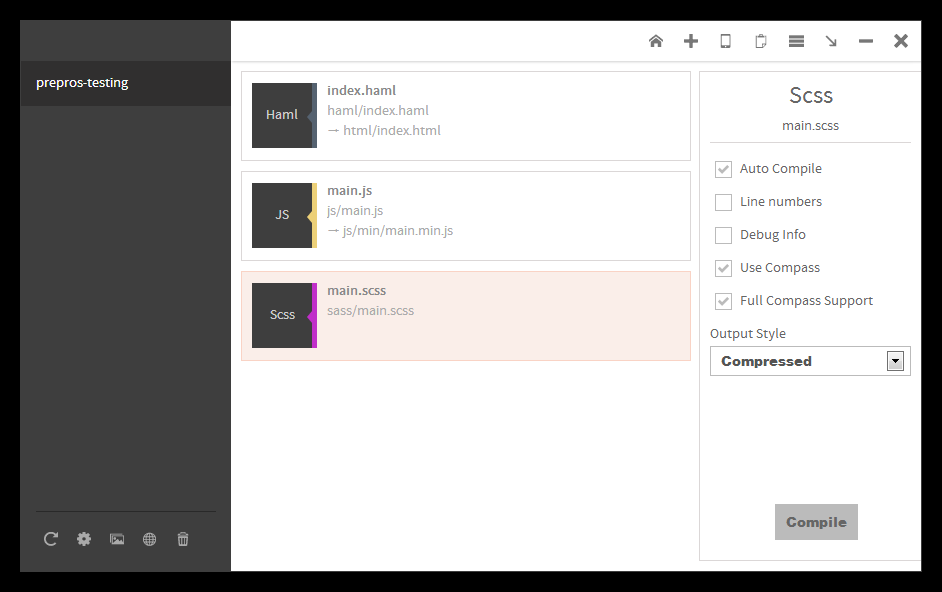 prepros-testing
Haml
index.haml
haml/index.haml
→ html/index.html
JS
main.js
js/main.js
→ js/min/main.min.js
Scss
main.scss
sass/main.scss
Scss
main.scss
Auto Compile
Line numbers
Debug Info
Use Compass
Full Compass Support
Output Style
Compressed
Compile